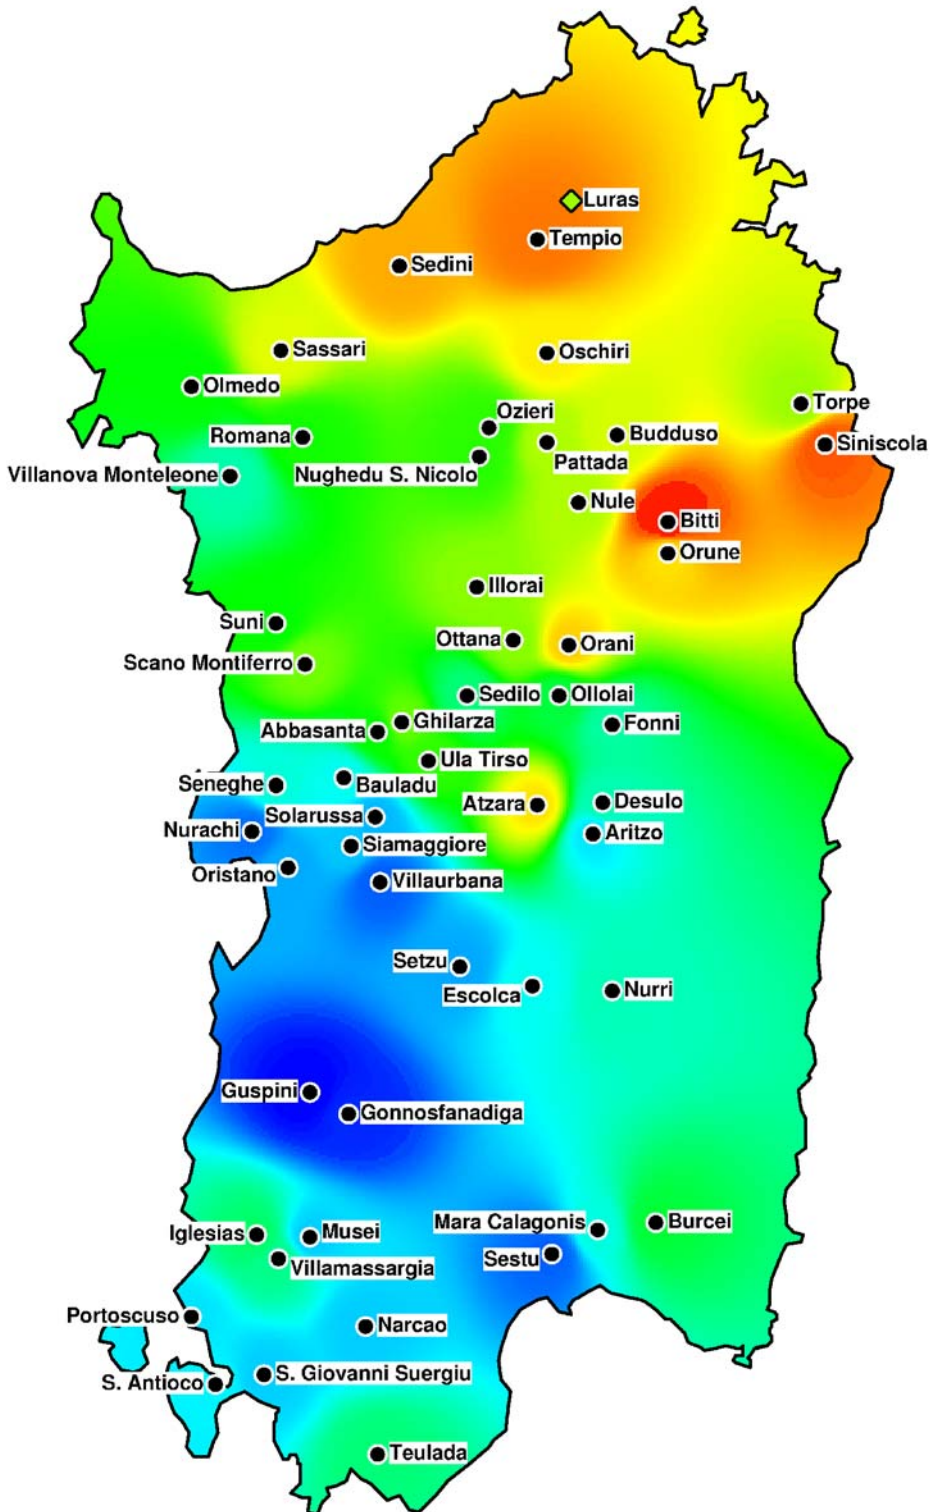 Luras
Tempio
Sedini
Sassari
Oschiri
Olmedo
Torpe
Ozieri
Romana
Budduso
Siniscola
Pattada
Villanova Monteleone
Nughedu S. Nicolo
Nule
Bitti
Orune
Illorai
Suni
Ottana
Orani
Scano Montiferro
Sedilo
Ollolai
Ghilarza
Fonni
Abbasanta
Ula Tirso
Seneghe
Bauladu
Atzara
Desulo
Solarussa
Nurachi
Aritzo
Siamaggiore
Oristano
Villaurbana
Setzu
Escolca
Nurri
Guspini
Gonnosfanadiga
Mara Calagonis
Burcei
Iglesias
Musei
Sestu
Villamassargia
Portoscuso
Narcao
S. Giovanni Suergiu
S. Antioco
Teulada